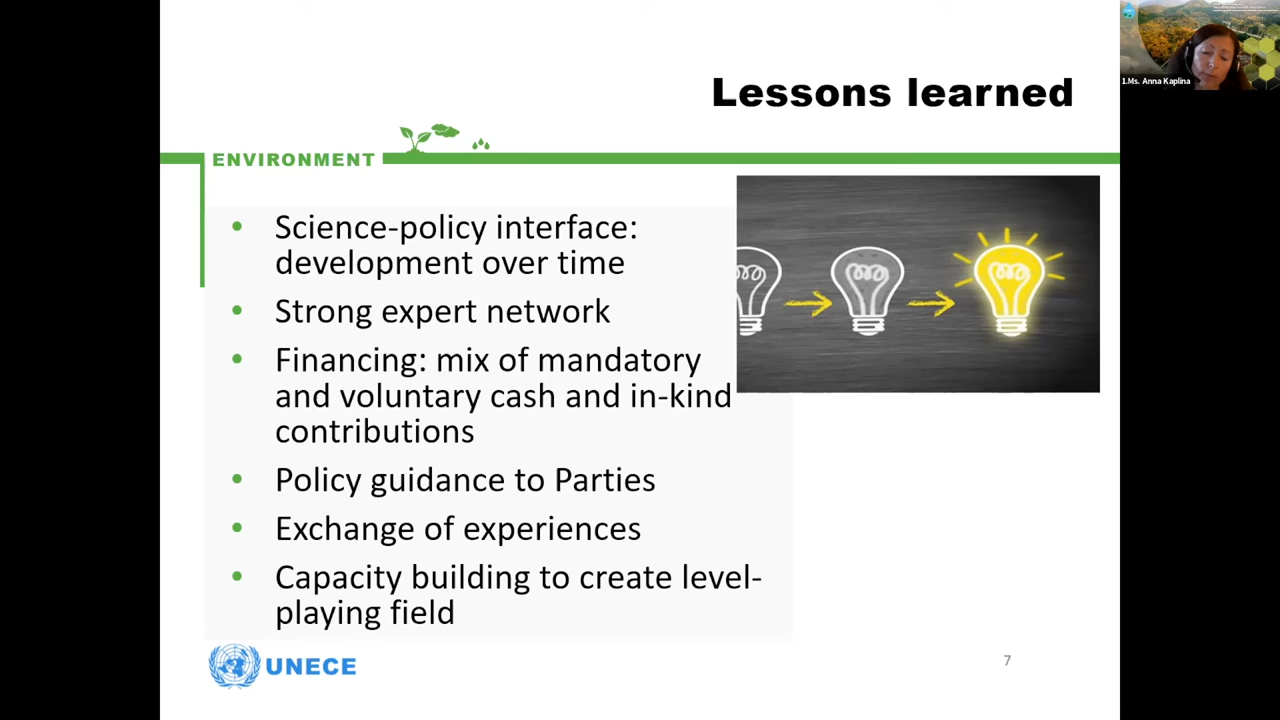 Lessons learned
1.Ms. Anna Kaplina
ENVIRONMENT
• Science-policy interface:
development over time
• Strong expert network
• Financing: mix of mandatory
and voluntary cash and in-kind
contributions
• Policy guidance to Parties
• Exchange of experiences
• Capacity building to create level-
playing field
UNECE
7